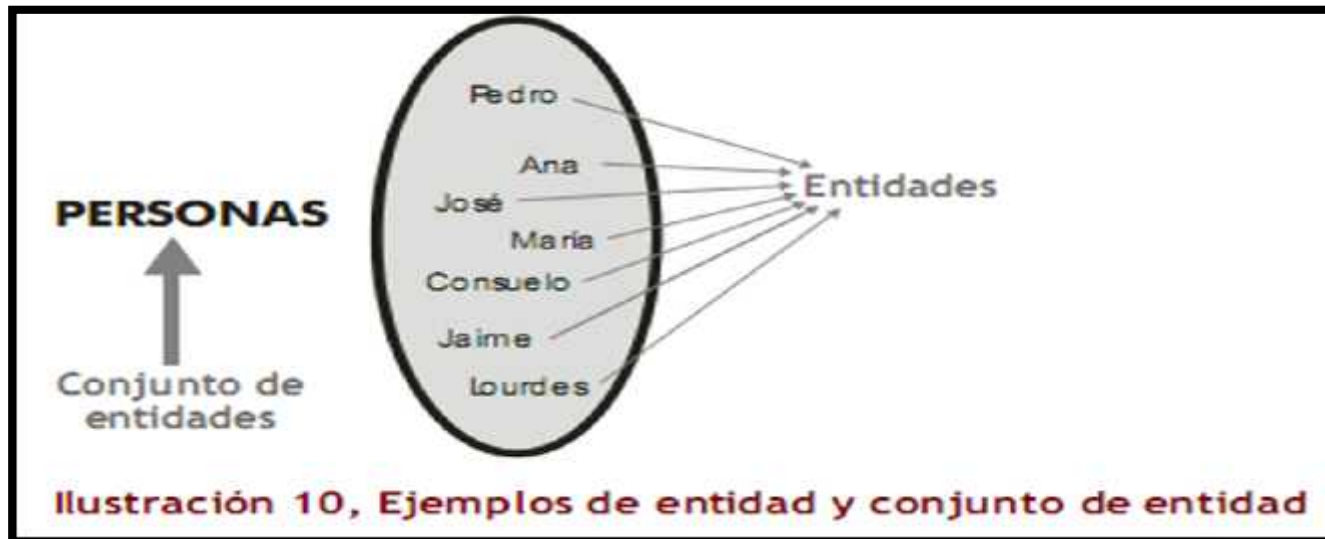 Pedro
Ana
Entidades
José
PERSONAS
María
Consuelo
Jaime
Conjunto de
entidades
Lourdes
Ilustración 10, Ejemplos de entidad y conjunto de entidad